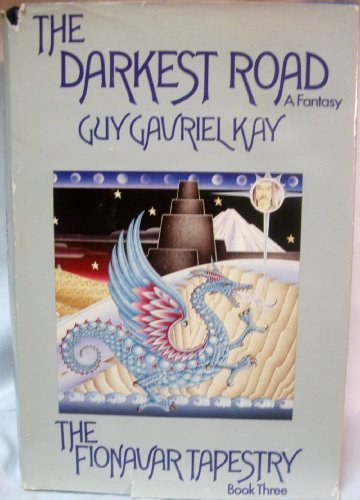 THE
DARKEST ROAD
A Fantasy
GUY GAVRIEL KAY
THE
FIONAVAR TAPESTRY
Book Three